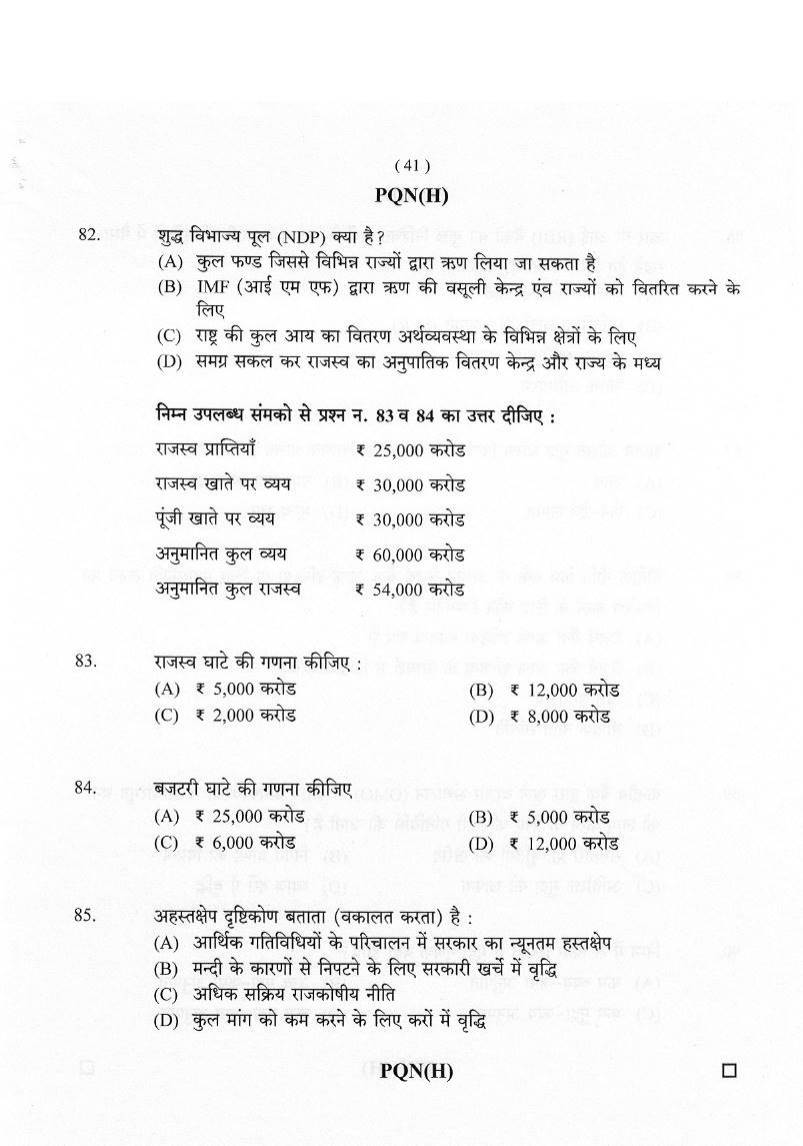 ( 41 )
PQN(H)
82. शुद्ध विभाज्य पूल (NDP) क्या है ?
(A) कुल फण्ड जिससे विभिन्न राज्यों द्वारा ऋण लिया जा सकता है
(B) IMF (आई एम एफ) द्वारा ऋण की वसूली केन्द्र एंव राज्यों को वितरित करने के
लिए
(C) राष्ट्र की कुल आय का वितरण अर्थव्यवस्था के विभिन्न क्षेत्रों के लिए
(D) समग्र सकल कर राजस्व का अनुपातिक वितरण केन्द्र और राज्य के मध्य
निम्न उपलब्ध संमको से प्रश्न न. 83 व 84 का उत्तर दीजिए :
राजस्व प्राप्तियाँ ₹ 25,000 करोड
राजस्व खाते पर व्यय ₹ 30,000 करोड
पूंजी खाते पर व्यय ₹ 30,000 करोड
अनुमानित कुल व्यय ₹ 60,000 करोड
अनुमानित कुल राजस्व ₹ 54,000 करोड
83. राजस्व घाटे की गणना कीजिए :
(A) ₹ 5,000 करोड (B) ₹ 12,000 करोड
(C) ₹ 2,000 करोड (D) ₹ 8,000 करोड
84. बजटरी घाटे की गणना कीजिए
(A) ₹ 25,000 करोड (B) ₹ 5,000 करोड
(C) ₹ 6,000 करोड (D) ₹ 12,000 करोड
85. अहस्तक्षेप दृष्टिकोण बताता (वकालत करता) है :
(A) आर्थिक गतिविधियों के परिचालन में सरकार का न्यूनतम हस्तक्षेप
(B) मन्दी के कारणों से निपटने के लिए सरकारी खर्चे में वृद्धि
(C) अधिक सक्रिय राजकोषीय नीति
(D) कुल मांग को कम करने के लिए करों में वृद्धि
PQN(H)